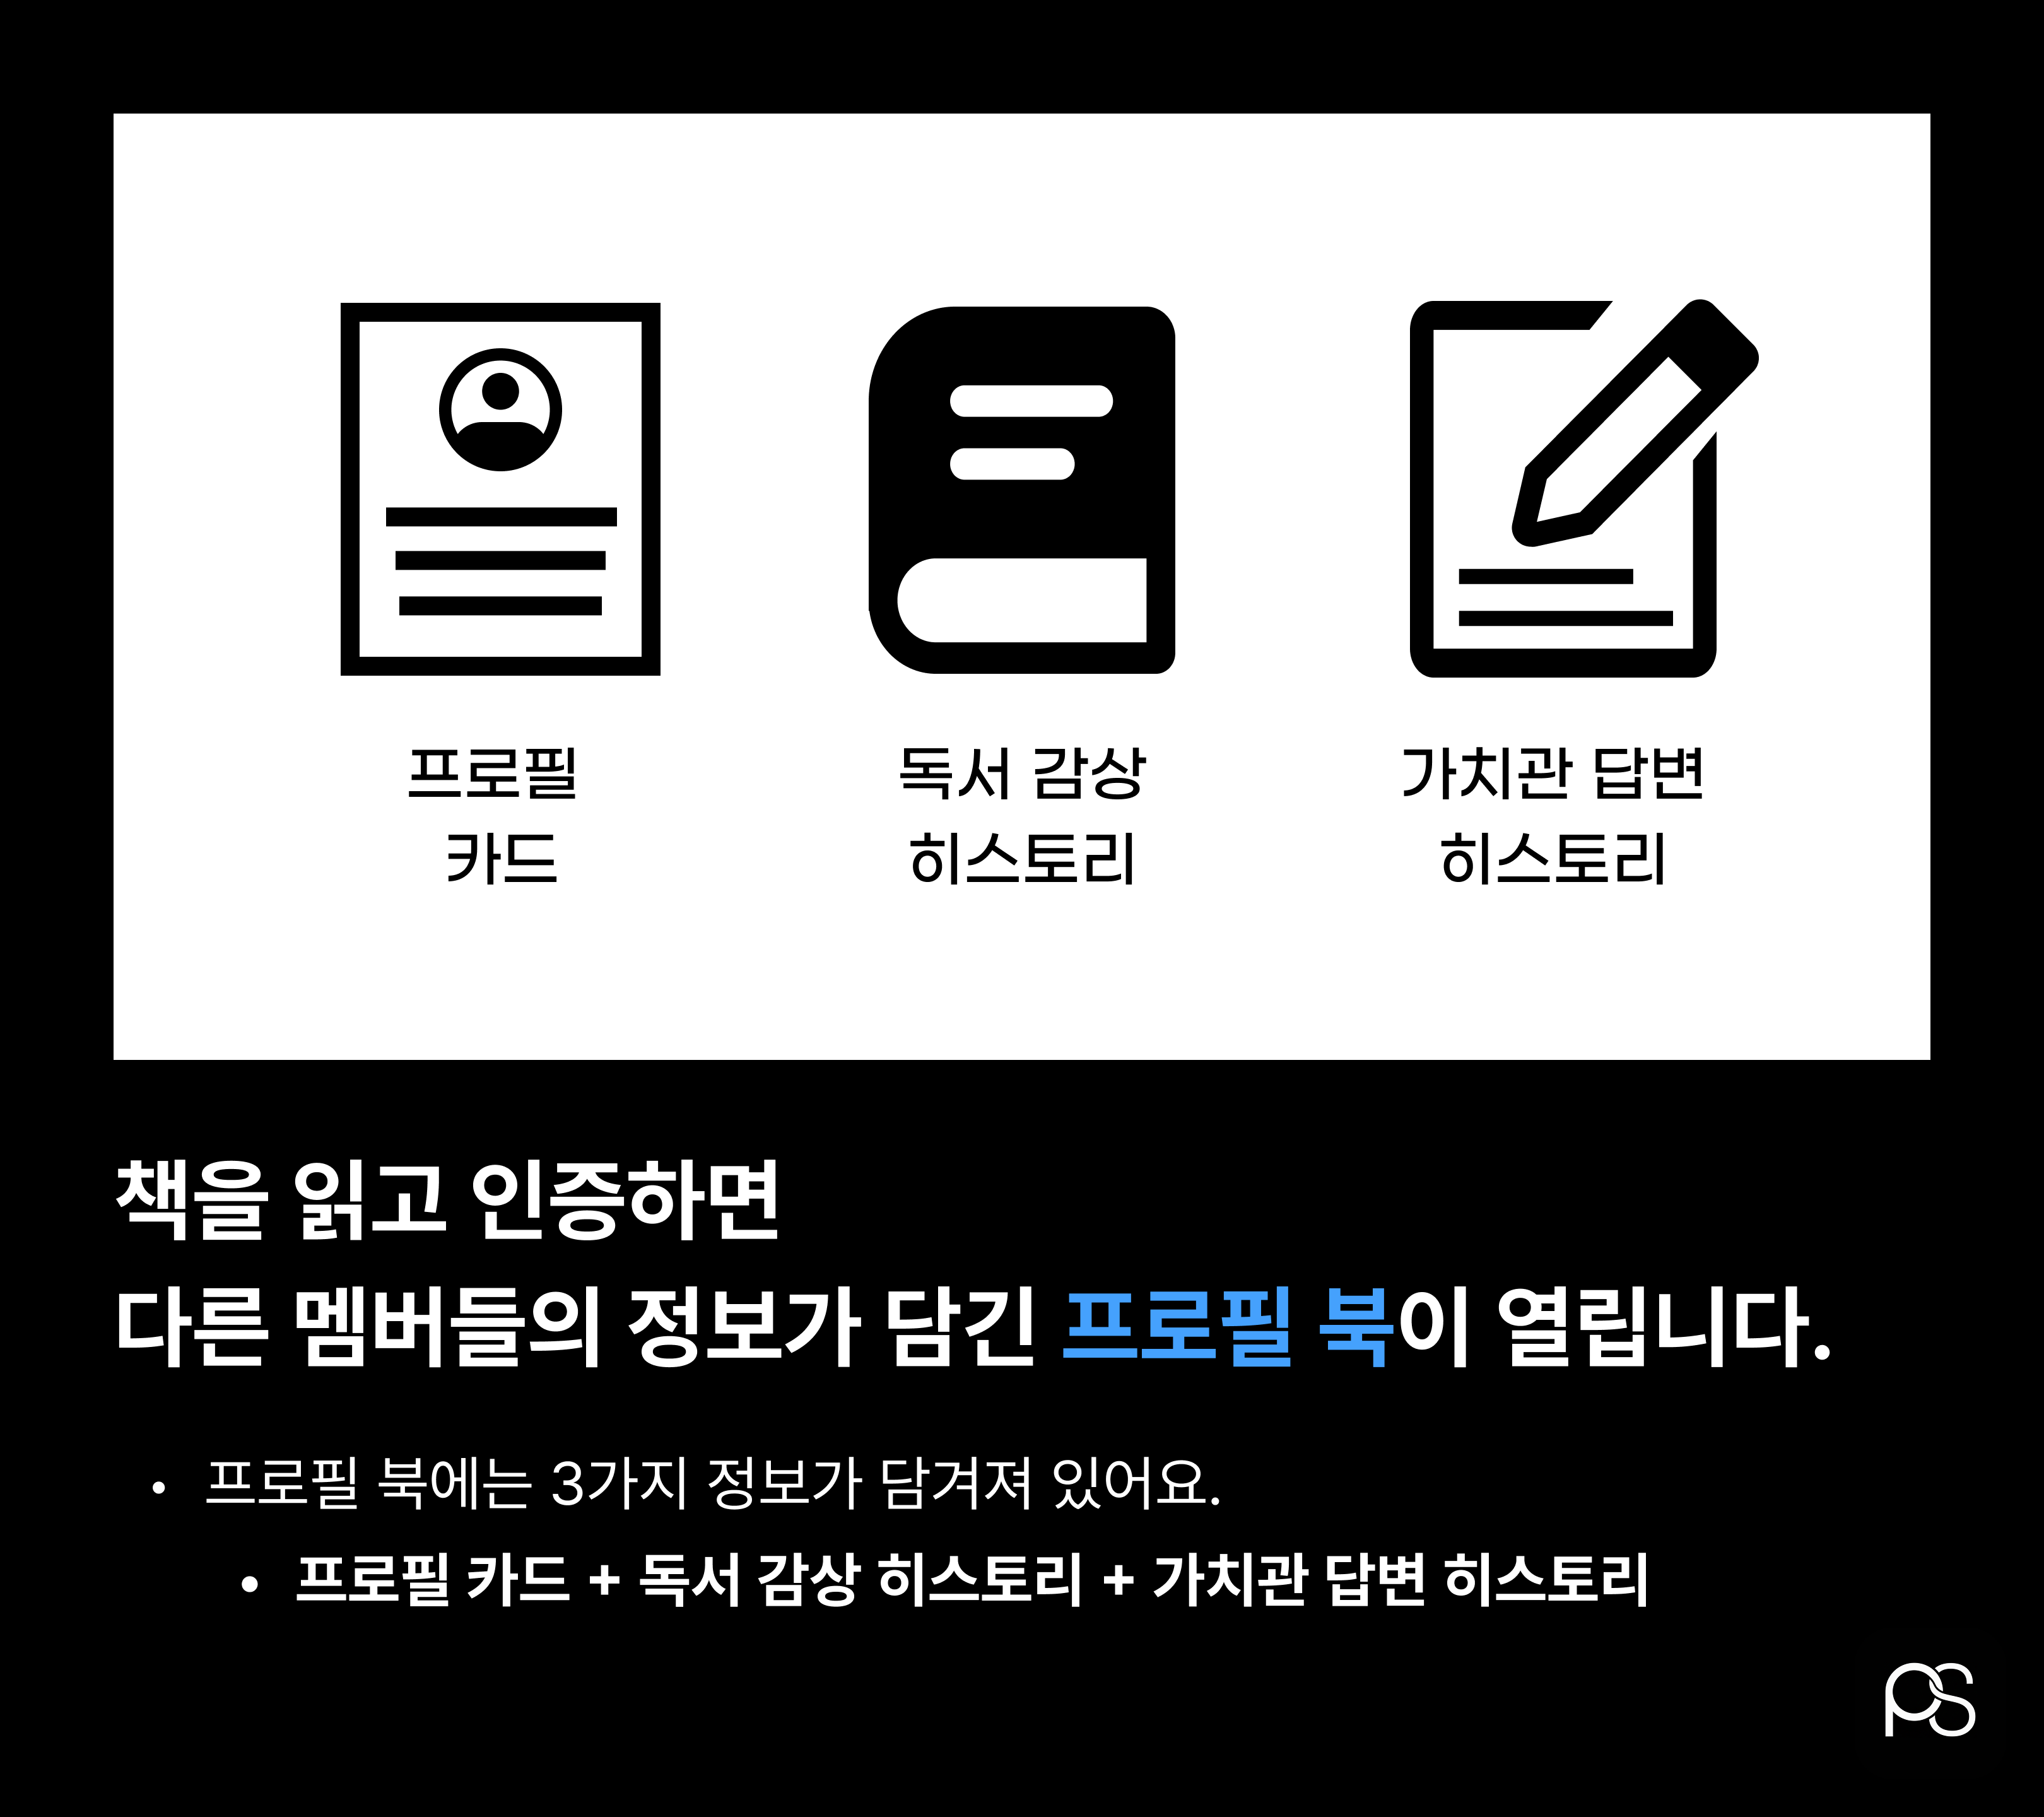 프로필
카드
독서 감상
히스토리
가치관 답변
히스토리
책을 읽고 인증하면
다른 멤버들의 정보가 담긴 프로필 북이 열립니다.
• 프로필 북에는 3가지 정보가 담겨져 있어요.
• 프로필 카드 + 독서 감상 히스토리 + 가치관 답변 히스토리
PS